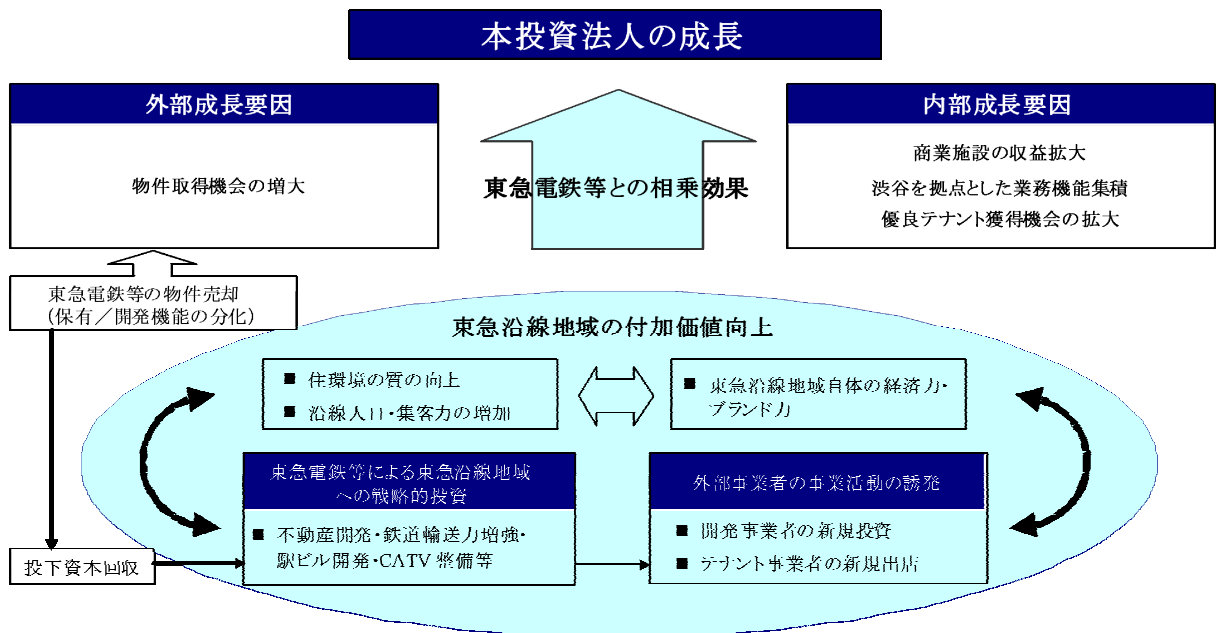 本投資法人の成長
外部成長要因
物件取得機会の増大
東急電鉄等との相乗効果
内部成長要因
商業施設の収益拡大
渋谷を拠点とした業務機能集積
優良テナント獲得機会の拡大
東急電鉄等の物件売却
(保有／開発機能の分化)
東急沿線地域の付加価値向上
■ 住環境の質の向上
■ 沿線人口・集客力の増加
■ 東急沿線地域自体の経済力・
ブランド力
東急電鉄等による東急沿線地域
への戦略的投資
■ 不動産開発・鉄道輸送力増強・
駅ビル開発・CATV 整備等
外部事業者の事業活動の誘発
■ 開発事業者の新規投資
■ テナント事業者の新規出店
投下資本回収